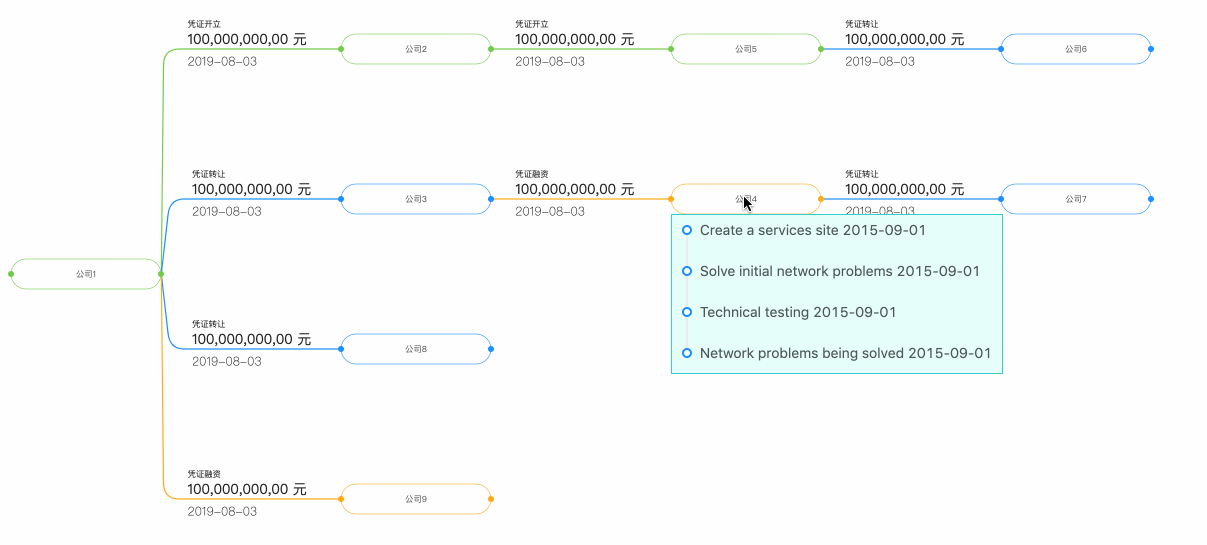 凭证开立
100,000,000,00 元
2019-08-03
公司2
凭证开立
100,000,000,00 元
2019-08-03
公司5
凭证转让
100,000,000,00 元
2019-08-03
公司6
凭证转让
100,000,000,00 元
2019-08-03
公司3
凭证融资
100,000,000,00 元
2019-08-03
公司4
凭证转让
100,000,000,00 元
2019-08-03
公司7
Create a services site 2015-09-01
Solve initial network problems 2015-09-01
Technical testing 2015-09-01
Network problems being solved 2015-09-01
公司1
凭证转让
100,000,000,00 元
2019-08-03
公司8
凭证融资
100,000,000,00 元
2019-08-03
公司9